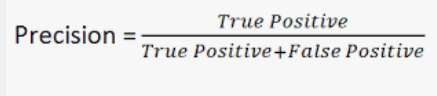 Precision = True Positive
True Positive+False Positive